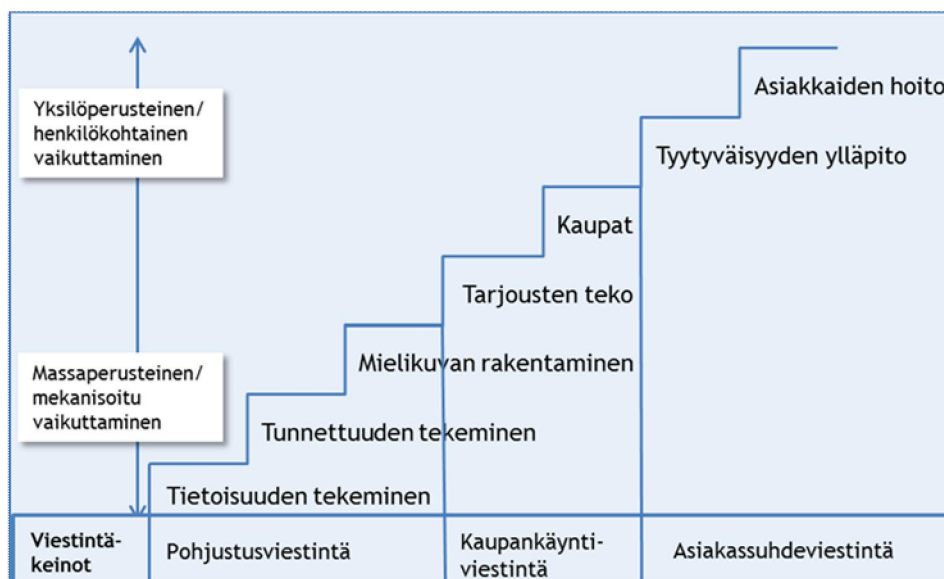 Asiakkaiden hoito
Yksilöperusteinen/
henkilökohtainen
vaikuttaminen
Tyytyväisyyden ylläpito
Kaupat
Tarjousten teko
Mielikuvan rakentaminen
Massaperusteinen/
mekanisoitu
vaikuttaminen
Tunnettuuden tekeminen
Tietoisuuden tekeminen
Viestintä-
keinot
Pohjustusviestintä
Kaupankäynti-
viestintä
Asiakassuhdeviestintä